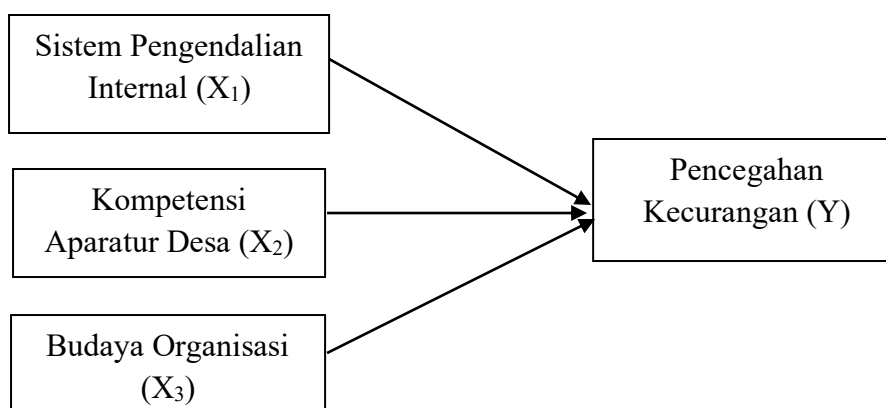 Sistem Pengendalian
Internal (X₁)
Kompetensi
Aparatur Desa (X₂)
Budaya Organisasi
(X₃)
Pencegahan
Kecurangan (Y)